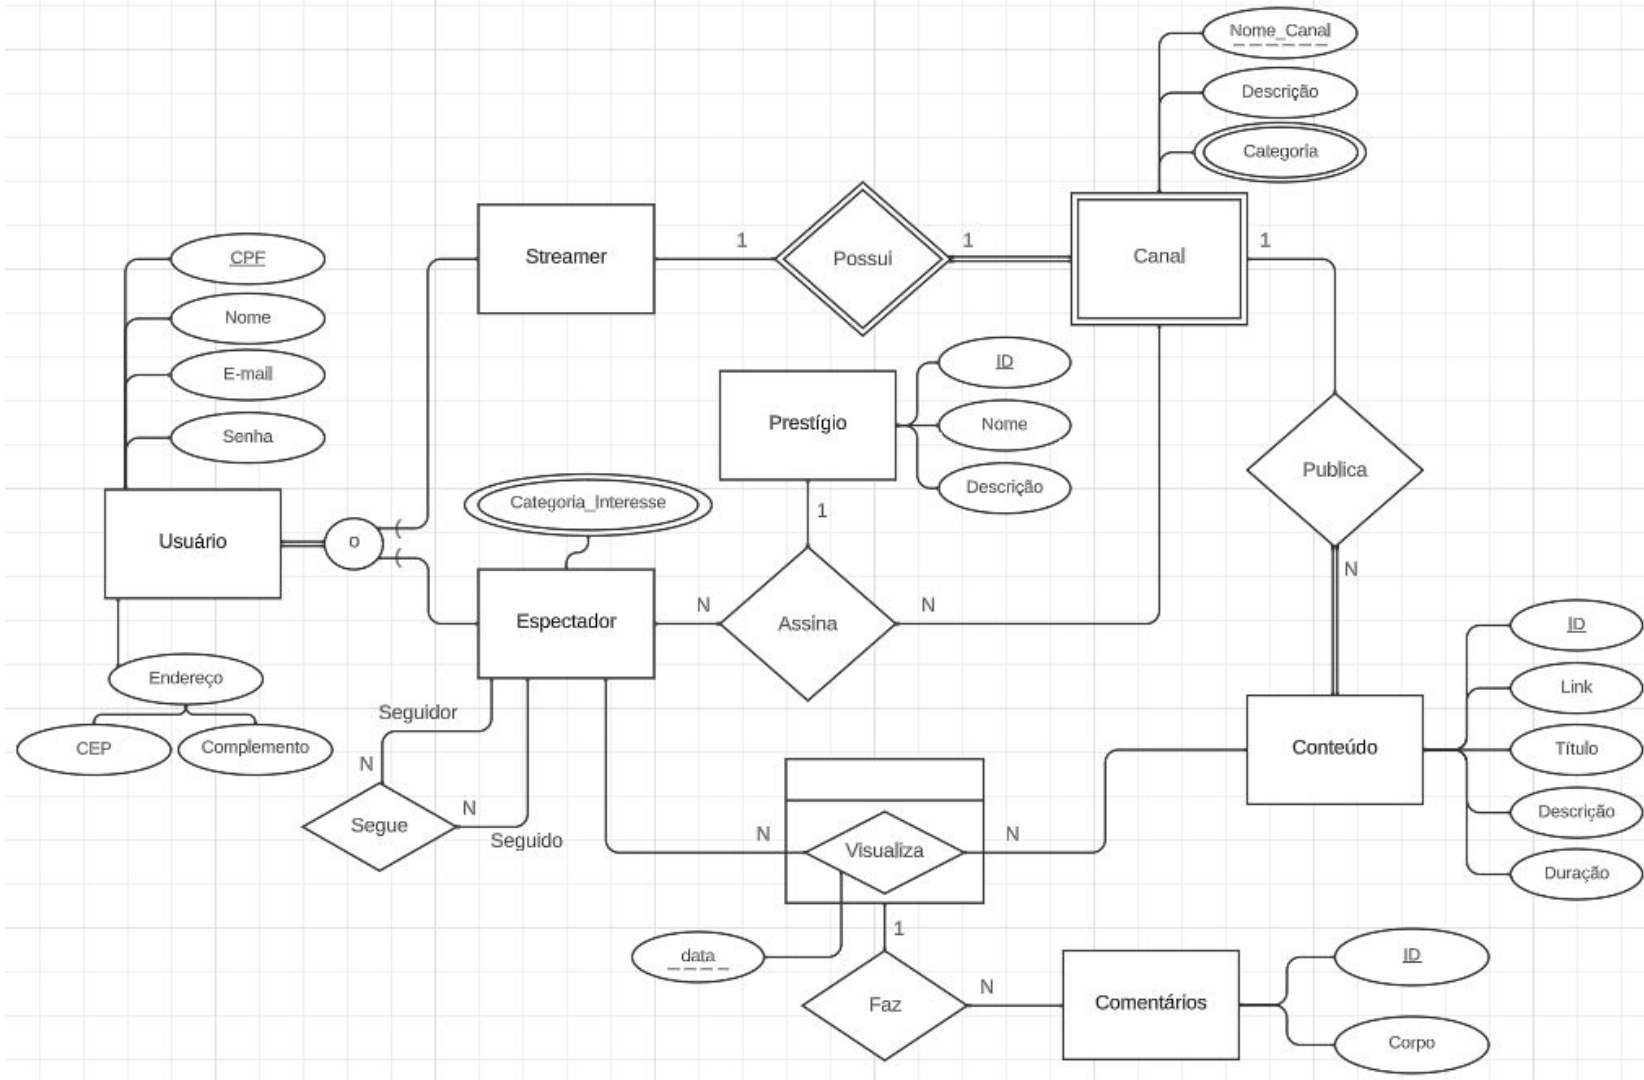 Nome_Canal
Descrição
Categoria
Streamer
1
Possui
1
Canal
1
CPF
Nome
E-mail
Senha
Prestígio
ID
Nome
Descrição
1
Publica
N
Categoria_Interesse
Usuário
o
(
(
Espectador
N
Assina
N
Endereço
CEP
Complemento
Seguidor
N
Segue
N
Seguido
N
Visualiza
N
Conteúdo
ID
Link
Título
Descrição
Duração
data
1
Faz
N
Comentários
ID
Corpo